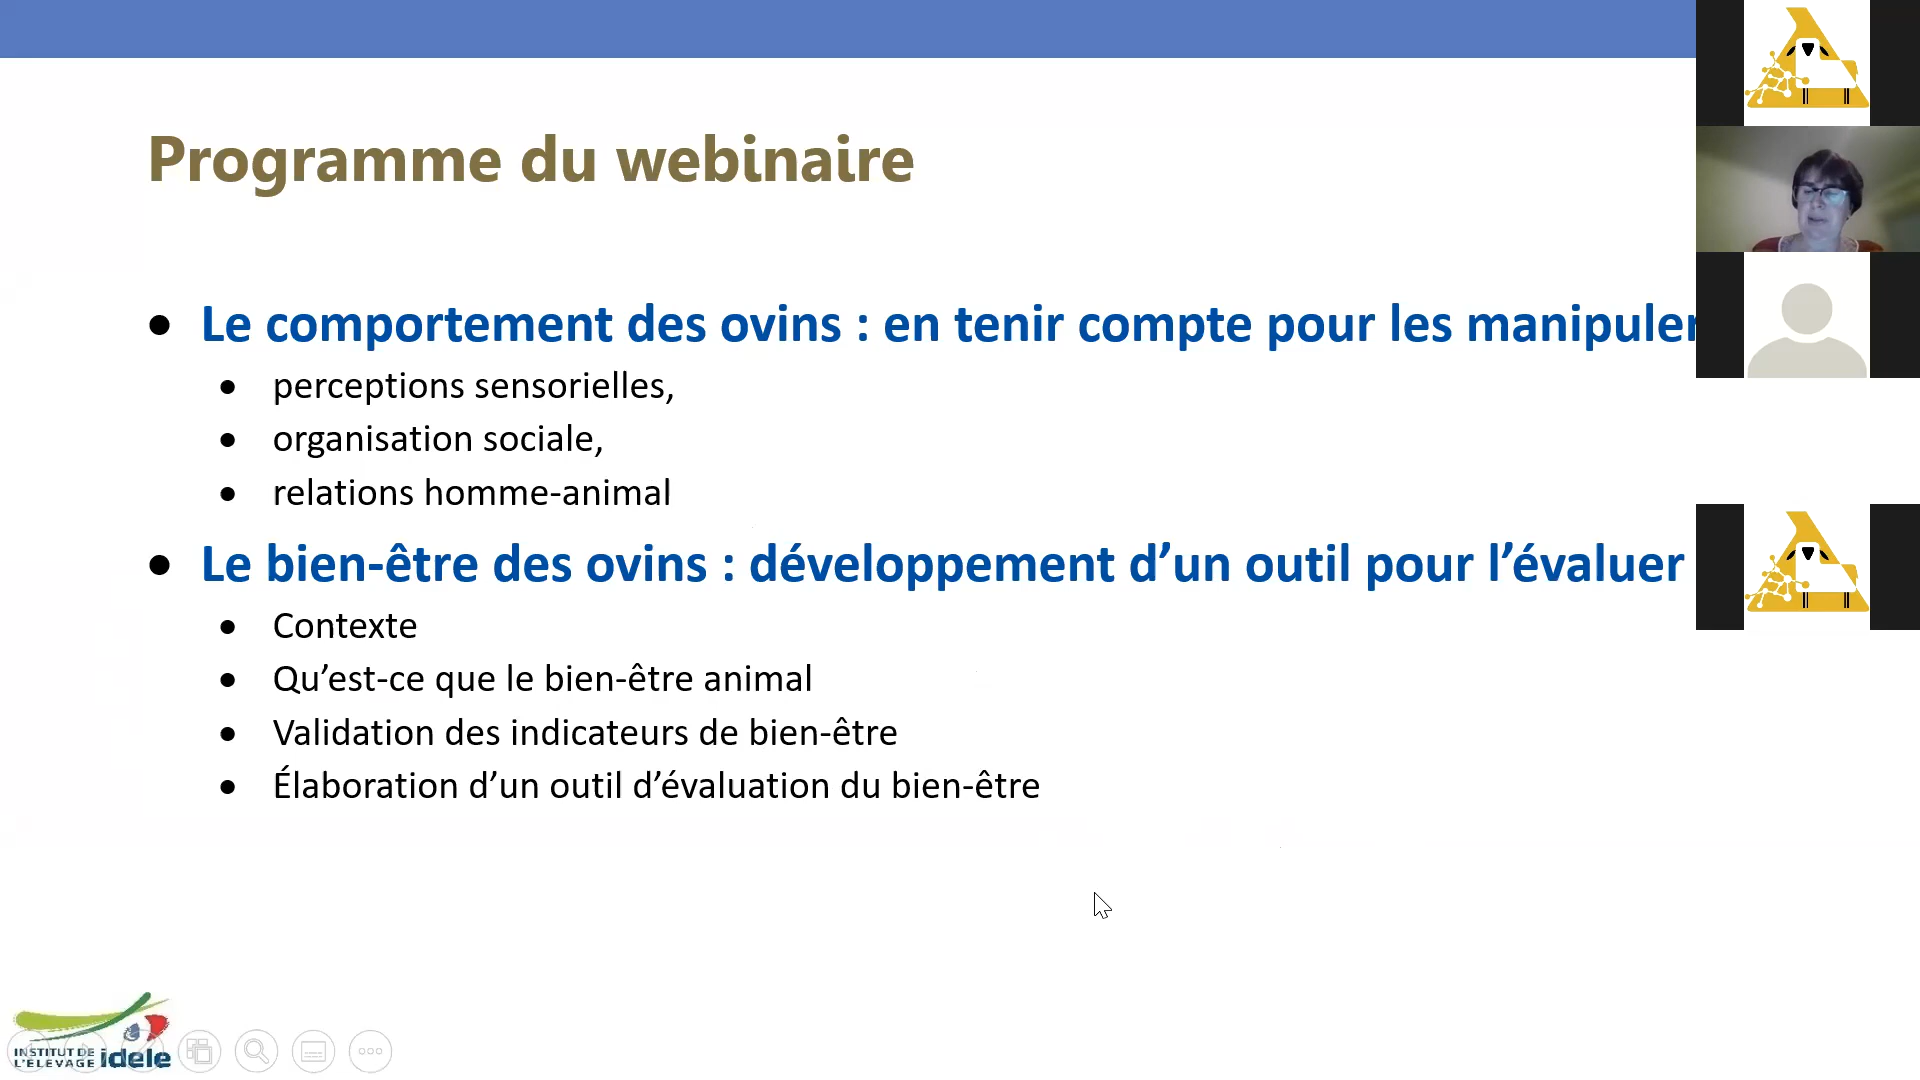 Programme du webinaire
• Le comportement des ovins : en tenir compte pour les manipuler
• perceptions sensorielles,
• organisation sociale,
• relations homme-animal
• Le bien-être des ovins : développement d’un outil pour l’évaluer
• Contexte
• Qu’est-ce que le bien-être animal
• Validation des indicateurs de bien-être
• Élaboration d’un outil d’évaluation du bien-être
INSTITUT DE
L'ELEVAGE idele